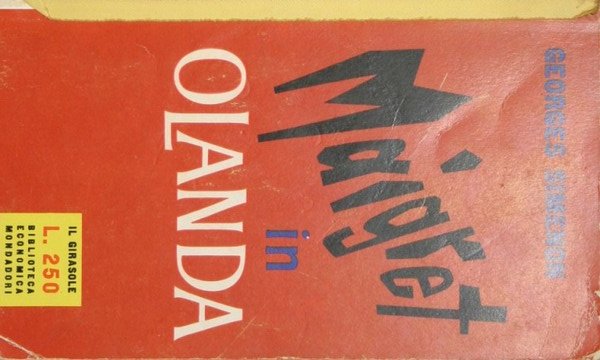 GEORGES SIMENON
Maigret
in
OLANDA
IL GIRASOLE
L. 250
BIBLIOTECA
ECONOMICA
MONDADORI